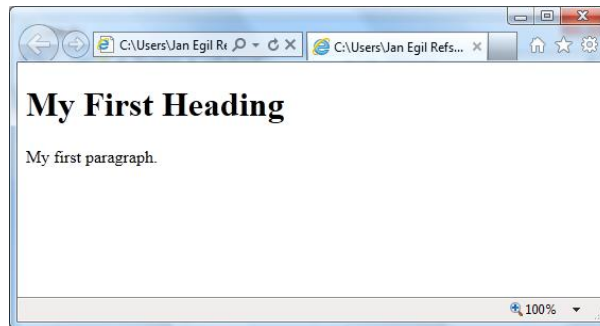 C:\Users\Jan Egil Re
C:\Users\Jan Egil Refs...
My First Heading
My first paragraph.
100%